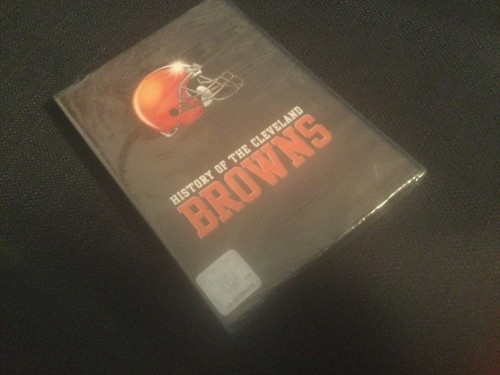 HISTORY OF THE CLEVELAND
BROWNS